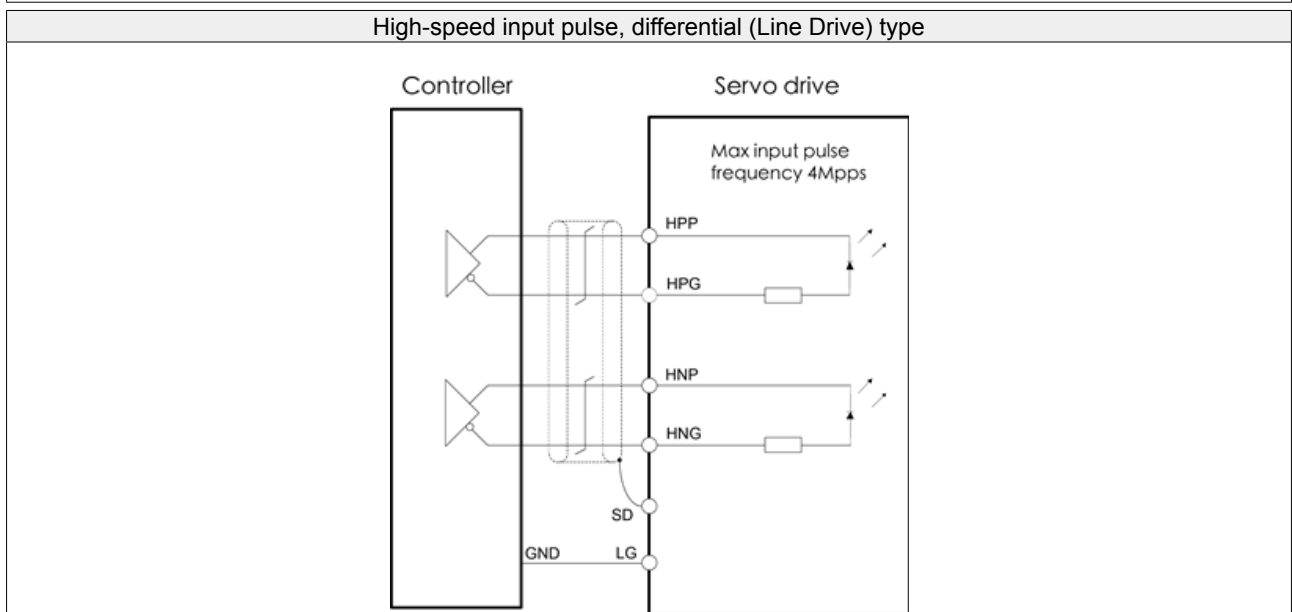 High-speed input pulse, differential (Line Drive) type
Controller
Servo drive
Max input pulse
frequency 4Mpps
HPP
HPG
HNP
HNG
SD
GND
LG